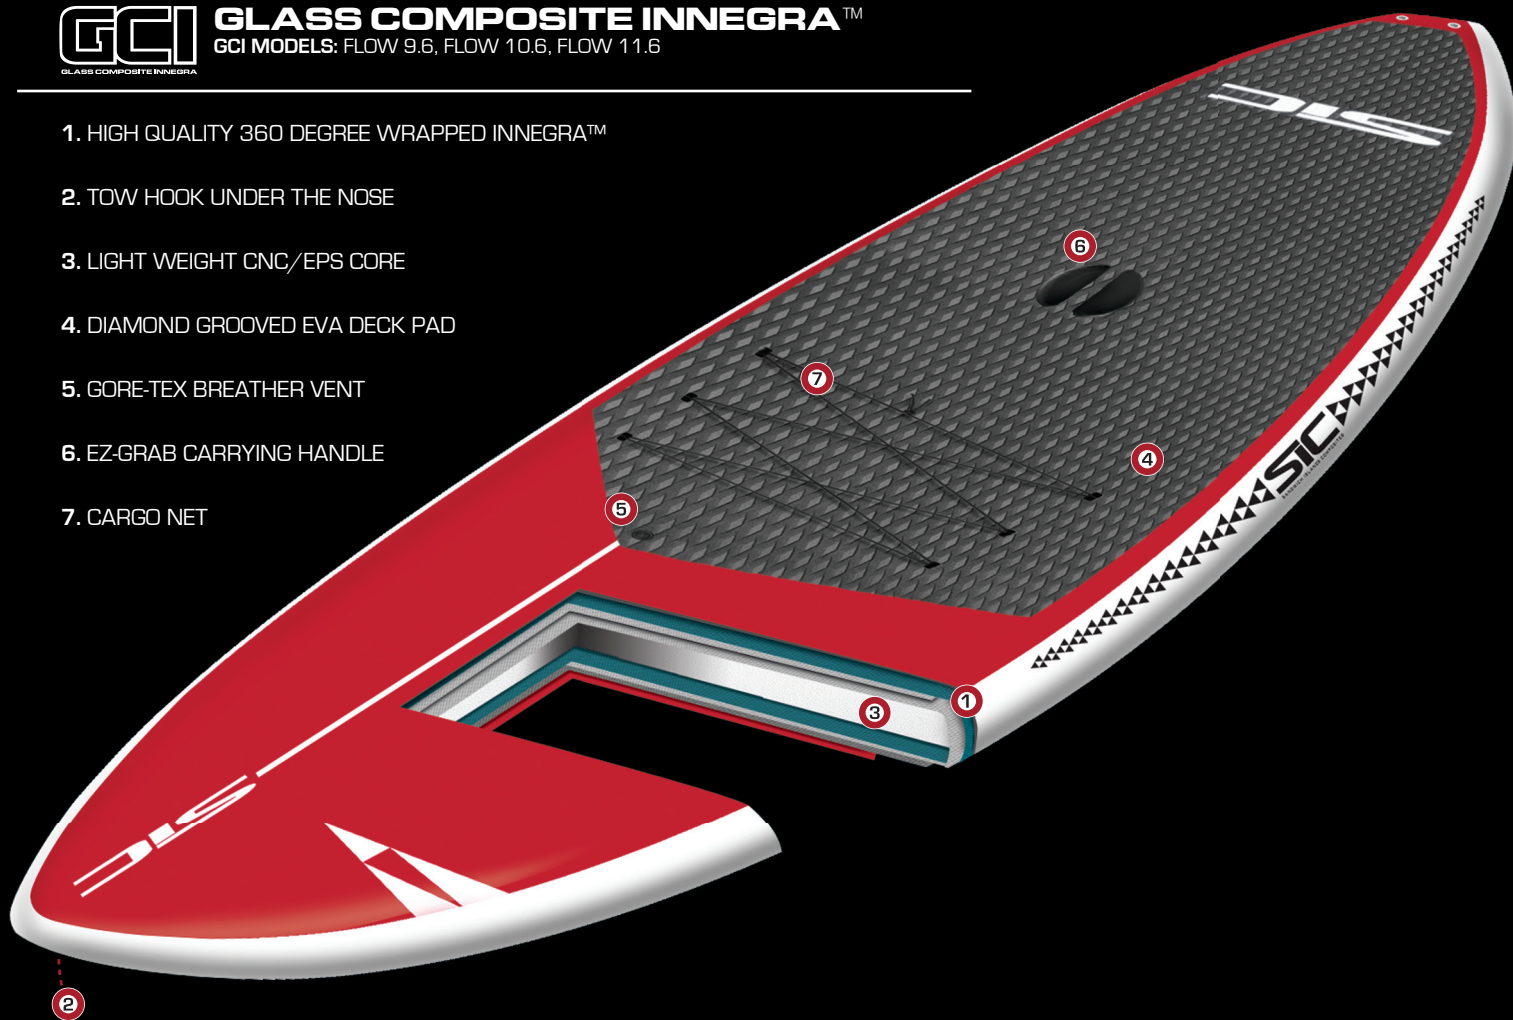 GCI
GLASS COMPOSITE INNEGRA
GLASS COMPOSITE INNEGRA™
GCI MODELS: FLOW 9.6, FLOW 10.6, FLOW 11.6
1. HIGH QUALITY 360 DEGREE WRAPPED INNEGRA™
2. TOW HOOK UNDER THE NOSE
3. LIGHT WEIGHT CNC/EPS CORE
4. DIAMOND GROOVED EVA DECK PAD
5. GORE-TEX BREATHER VENT
6. EZ-GRAB CARRYING HANDLE
7. CARGO NET
SIC
6
7
4
SIC
SANDWICH ISLANDS COMPOSITES
5
1
3
SIC
2